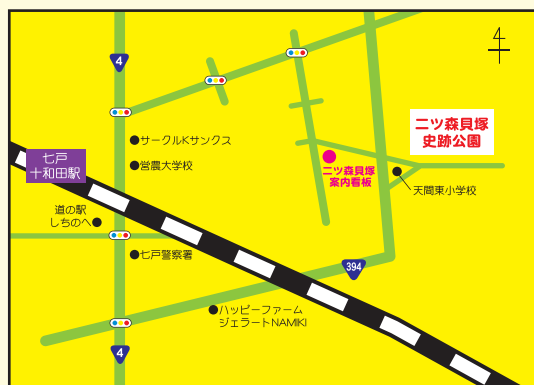 4
4
サークルKサンクス
営農大学校
二ツ森貝塚
史跡公園
七戸
十和田駅
二ツ森貝塚
案内看板
天間東小学校
道の駅
しちのへ
七戸警察署
394
ハッピーファーム
ジェラートNAMIKI
4